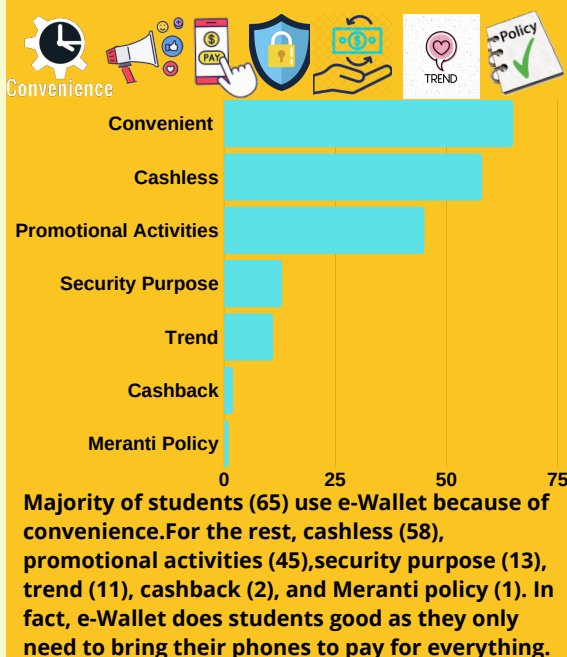 Policy
$
PAY
$
TREND
Convenience
Convenient
Cashless
Promotional Activities
Security Purpose
Trend
Cashback
Meranti Policy
0 25 50 75
Majority of students (65) use e-Wallet because of
convenience.For the rest, cashless (58),
promotional activities (45),security purpose (13),
trend (11), cashback (2), and Meranti policy (1). In
fact, e-Wallet does students good as they only
need to bring their phones to pay for everything.